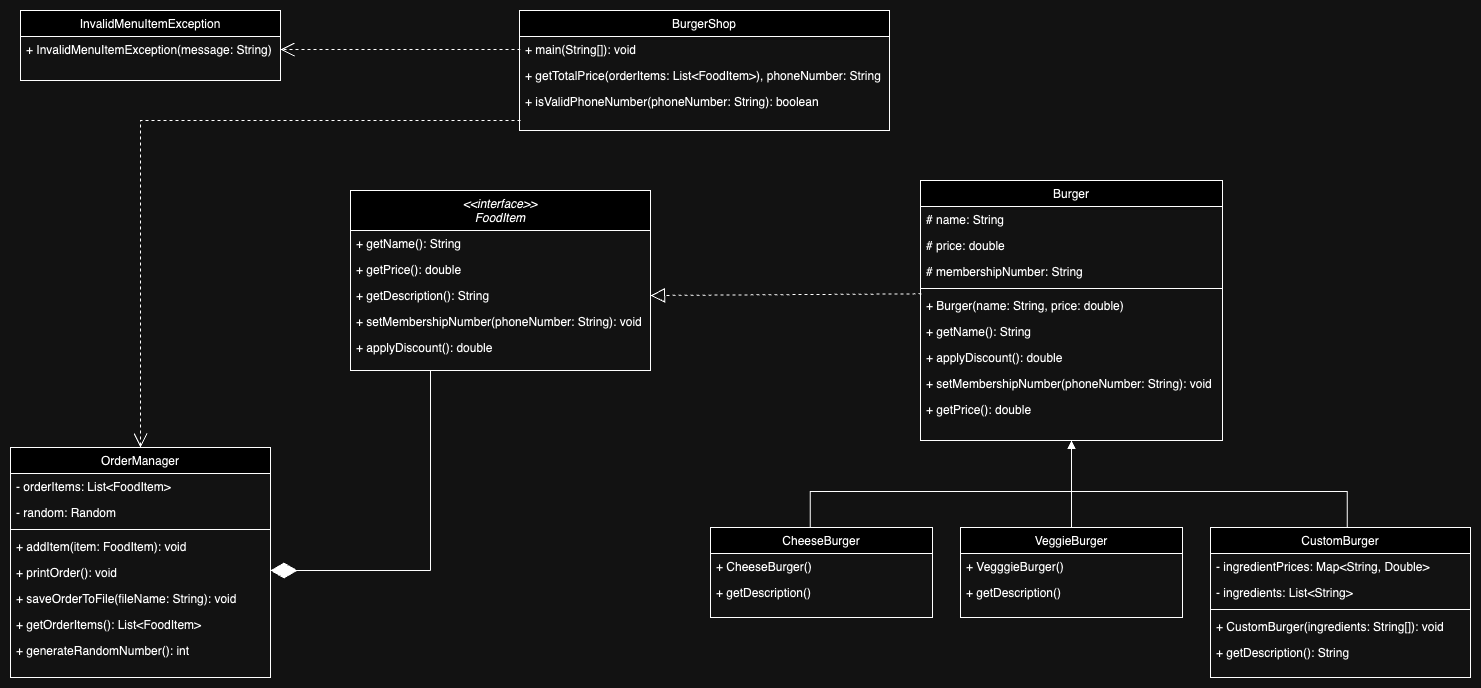 InvalidMenuItemException
+ InvalidMenuItemException(message: String)
BurgerShop
+ main(String[]): void
+ getTotalPrice(orderItems: List<FoodItem>), phoneNumber: String
+ isValidPhoneNumber(phoneNumber: String): boolean
<<interface>>
FoodItem
+ getName(): String
+ getPrice(): double
+ getDescription(): String
+ setMembershipNumber(phoneNumber: String): void
+ applyDiscount(): double
Burger
# name: String
# price: double
# membershipNumber: String
+ Burger(name: String, price: double)
+ getName(): String
+ applyDiscount(): double
+ setMembershipNumber(phoneNumber: String): void
+ getPrice(): double
OrderManager
- orderItems: List<FoodItem>
- random: Random
+ addItem(item: FoodItem): void
+ printOrder(): void
+ saveOrderToFile(fileName: String): void
+ getOrderItems(): List<FoodItem>
+ generateRandomNumber(): int
CheeseBurger
+ CheeseBurger()
+ getDescription()
VeggieBurger
+ VegggieBurger()
+ getDescription()
CustomBurger
- ingredientPrices: Map<String, Double>
- ingredients: List<String>
+ CustomBurger(ingredients: String[]): void
+ getDescription(): String